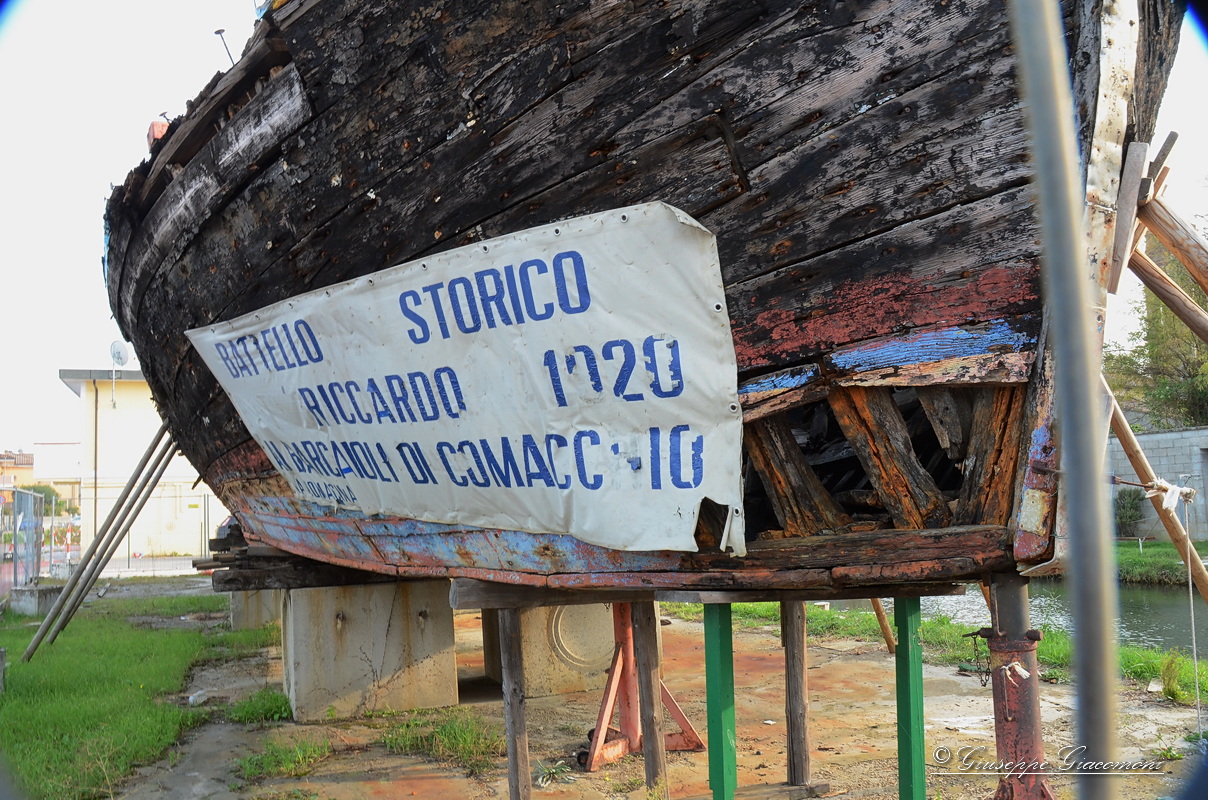 BATTELLO STORICO
RICCARDO 1920
BARCAIOLI DI COMACCHIO
© Giuseppe Giacomoni